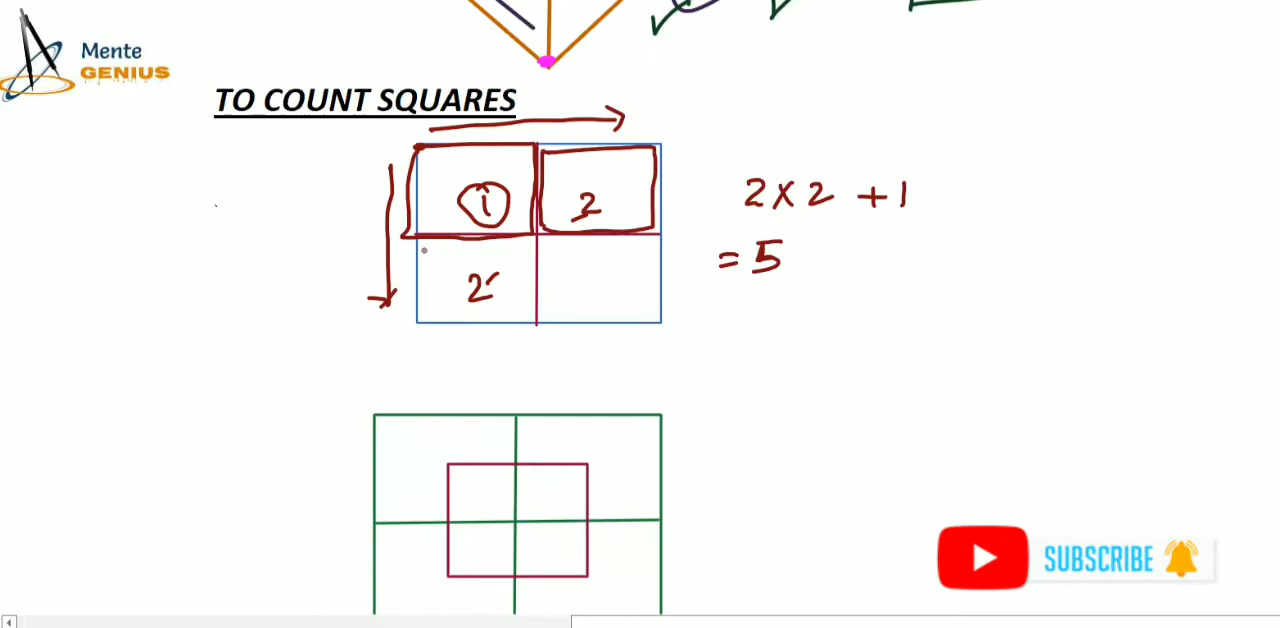 Mente
GENIUS
TO COUNT SQUARES
1 2
2
2 X 2 + 1
= 5
SUBSCRIBE